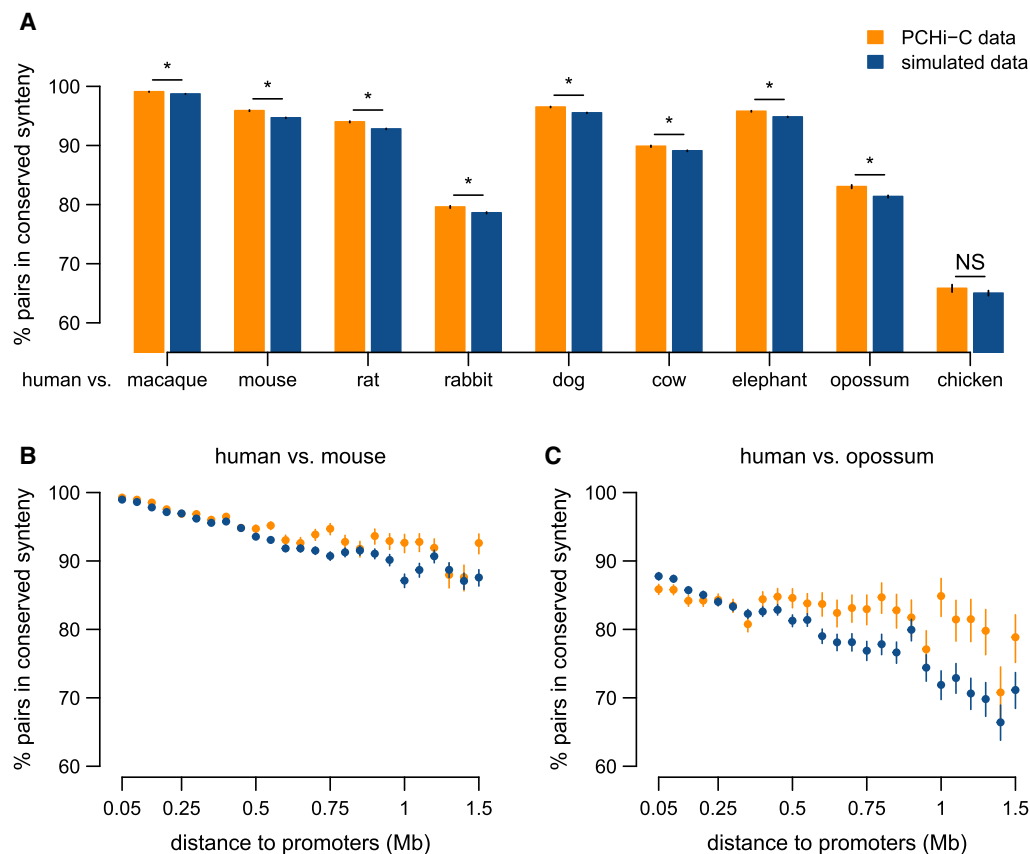 A
PCHi−C data
simulated data
% pairs in conserved synteny
100
90
80
70
60
*
*
*
*
*
*
*
*
NS
human vs. macaque mouse rat rabbit dog cow elephant opossum chicken
B
human vs. mouse
% pairs in conserved synteny
100
90
80
70
60
0.05 0.25 0.5 0.75 1 1.5
distance to promoters (Mb)
C
human vs. opossum
% pairs in conserved synteny
100
90
80
70
60
0.05 0.25 0.5 0.75 1 1.5
distance to promoters (Mb)